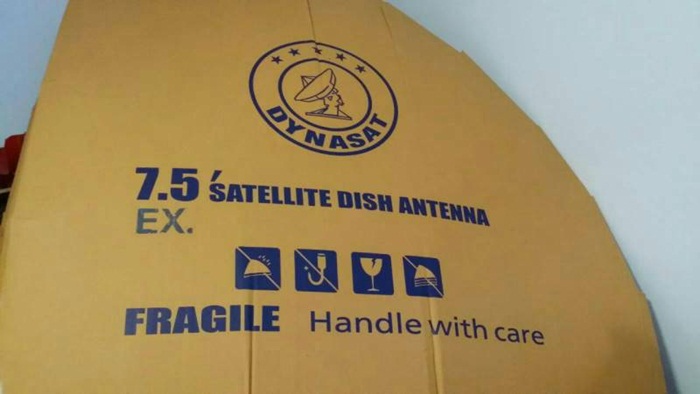 DYNASAT
7.5' SATELLITE DISH ANTENNA
EX.
FRAGILE Handle with care